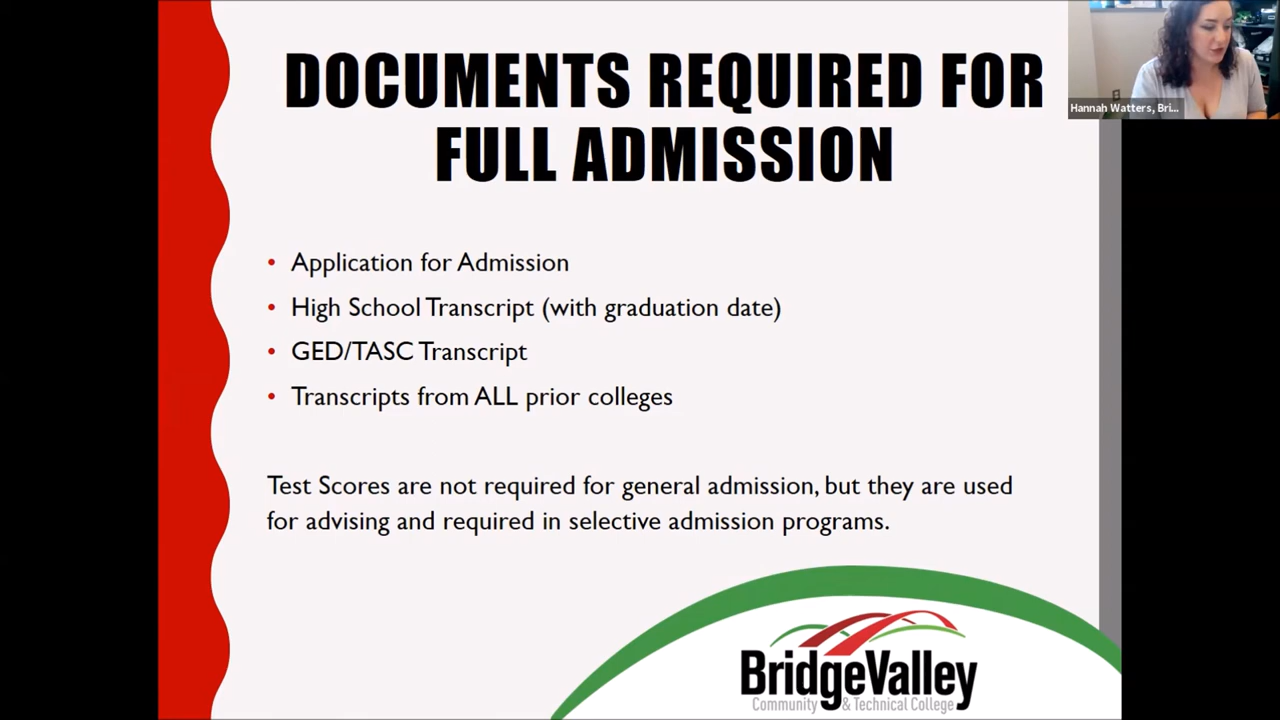 DOCUMENTS REQUIRED FOR
FULL ADMISSION
Hannah Watters, Bri...
• Application for Admission
• High School Transcript (with graduation date)
• GED/TASC Transcript
• Transcripts from ALL prior colleges
Test Scores are not required for general admission, but they are used
for advising and required in selective admission programs.
BridgeValley
Community & Technical College